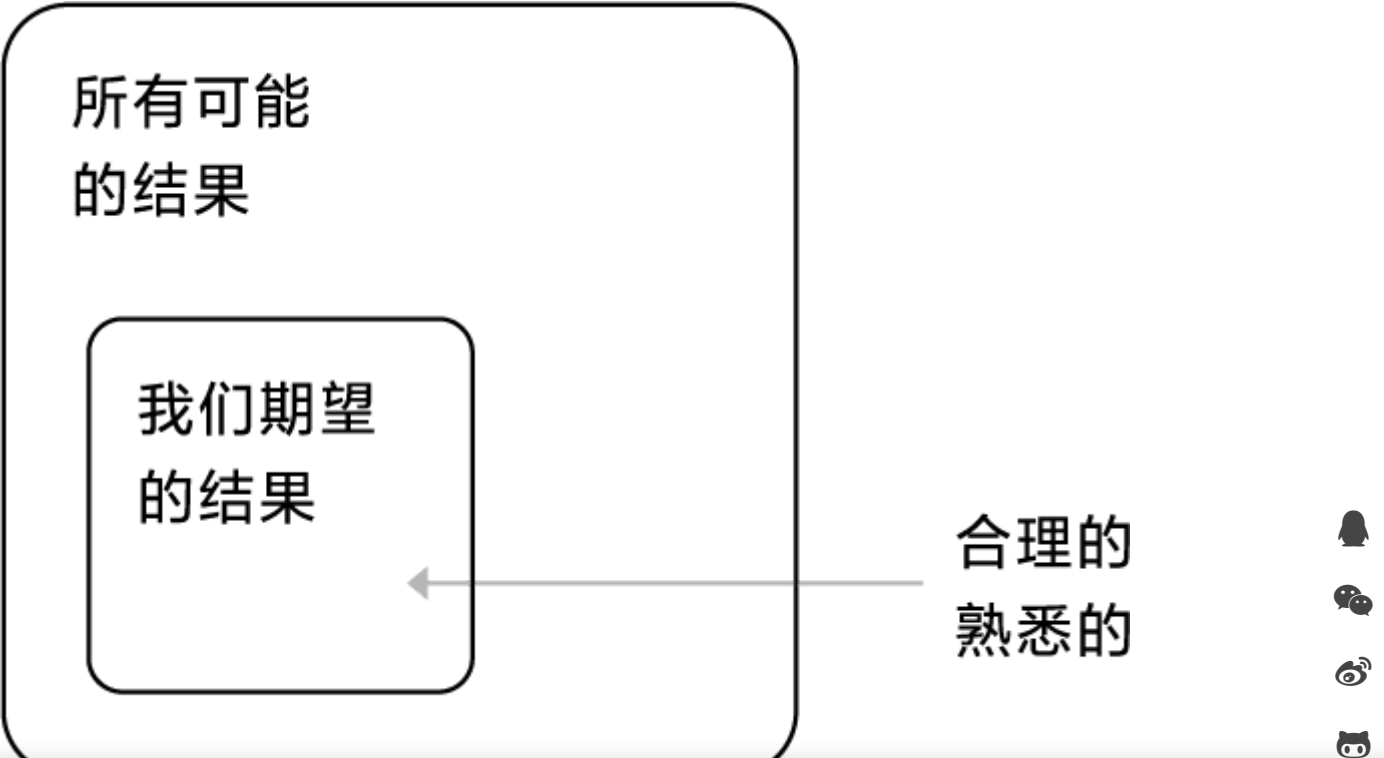 所有可能
的结果
我们期望
的结果
合理的
熟悉的